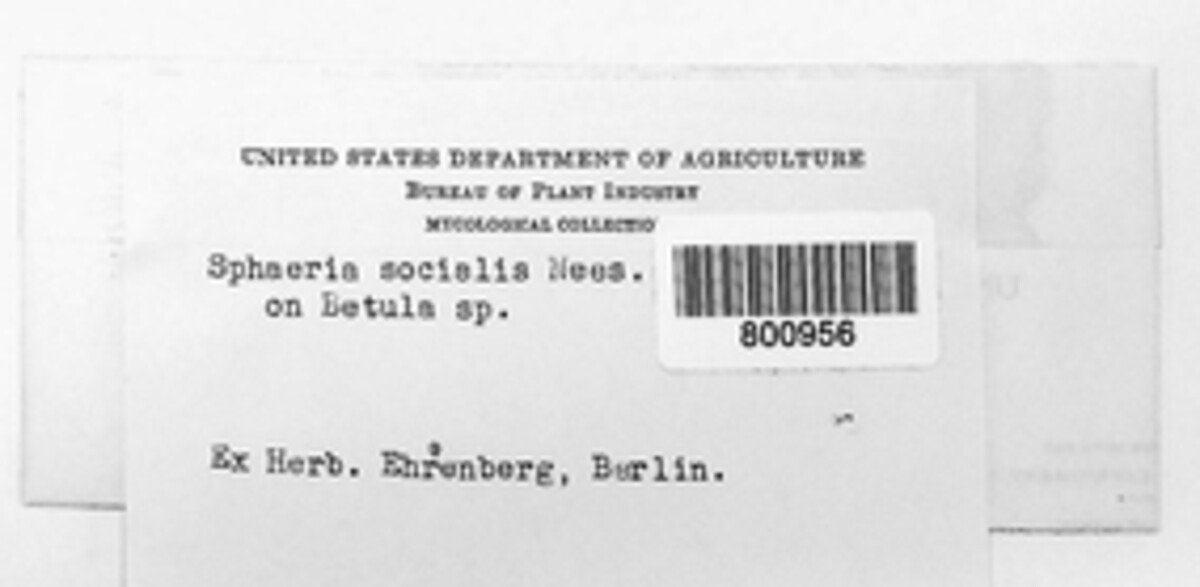 UNITED STATES DEPARTMENT OF AGRICULTURE
BUREAU OF PLANT INDUSTRY
MYCOLOGICAL COLLECTIO
Sphaeria socialis Nees.
on Betula sp.
800956
Ex Herb. Ehrenberg, Berlin.